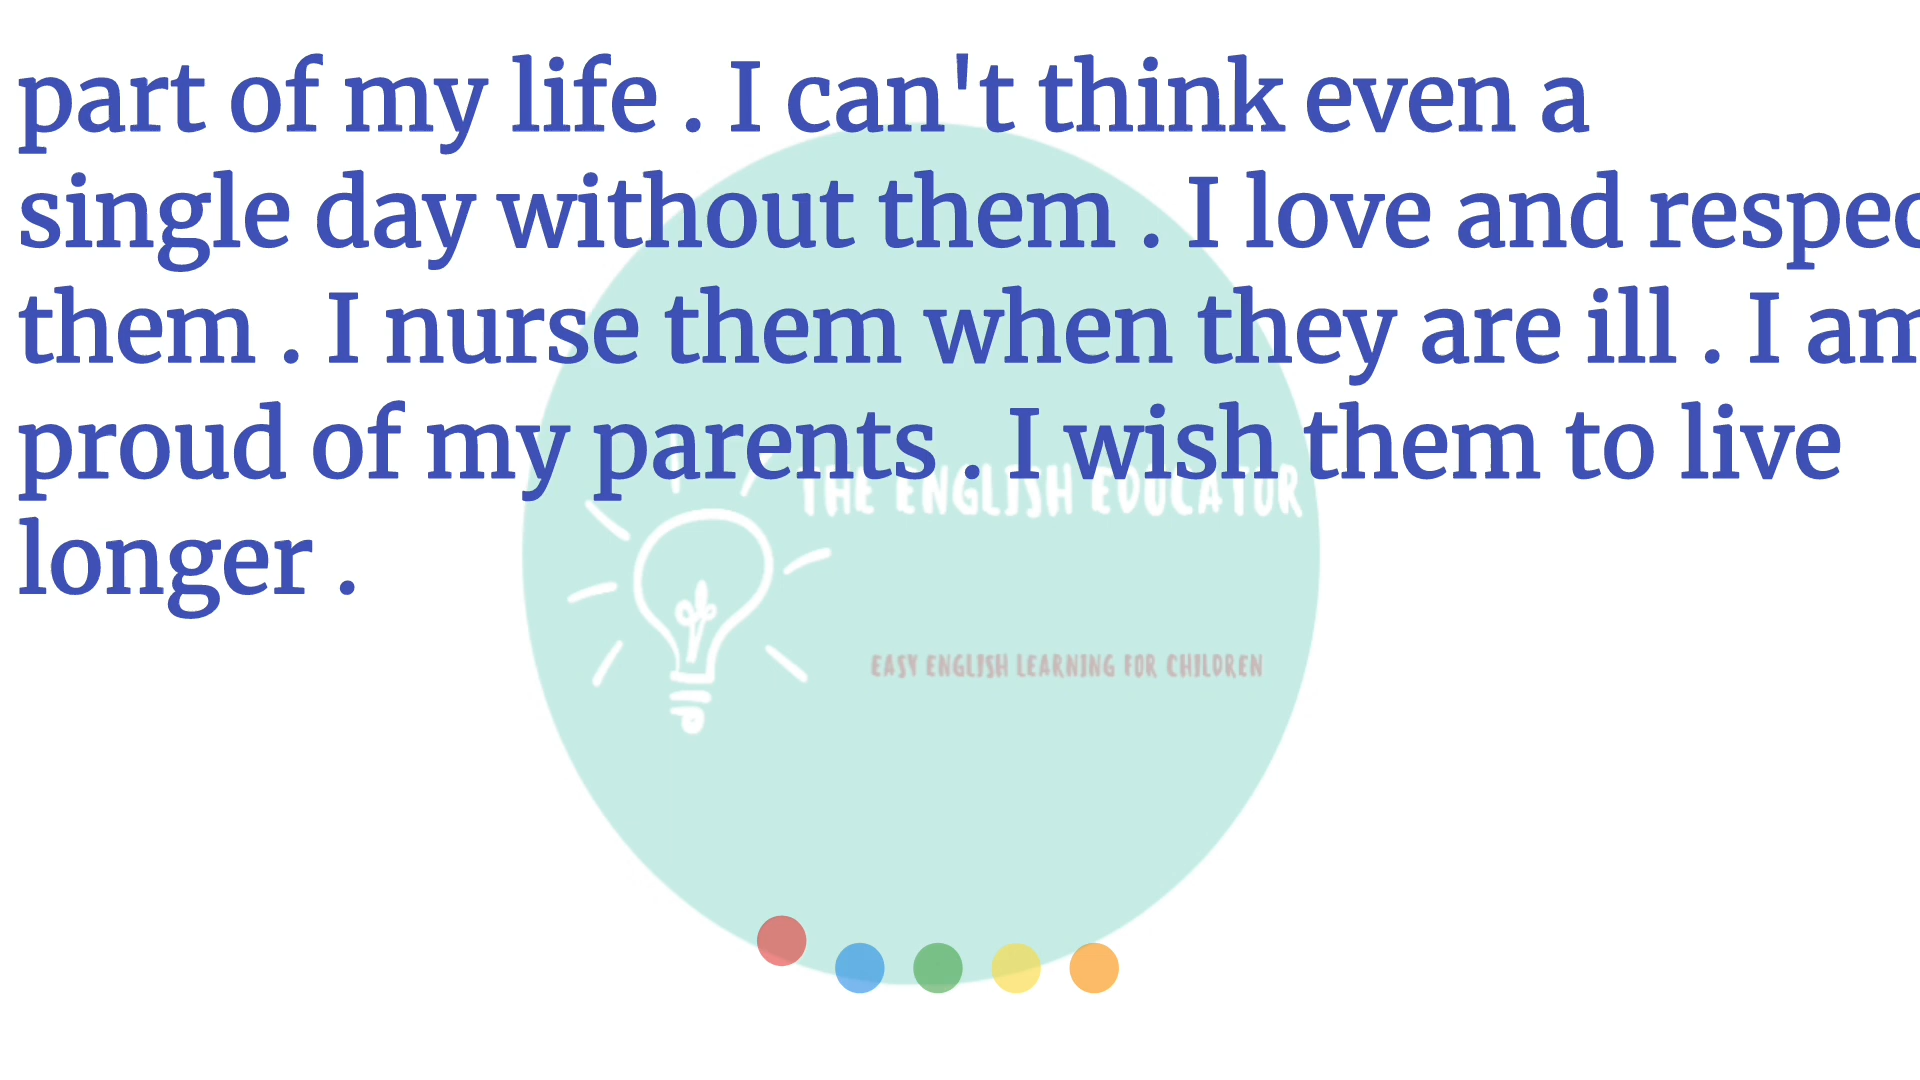 part of my life . I can't think even a
single day without them . I love and respec
them . I nurse them when they are ill . I am
proud of my parents . I wish them to live
longer .
THE ENGLISH EDUCATOR
EASY ENGLISH LEARNING FOR CHILDREN